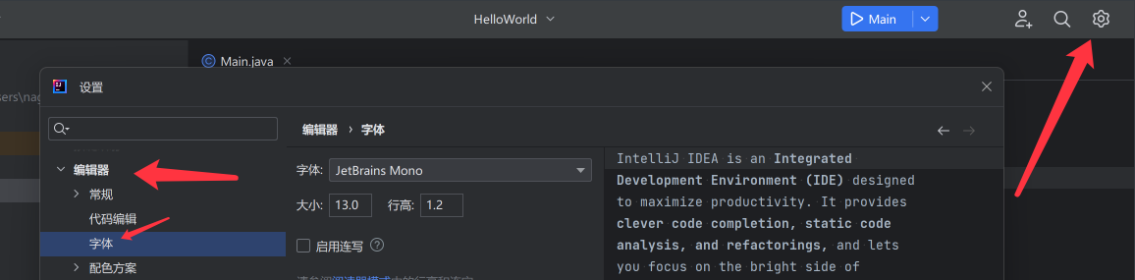 HelloWorld
Main
Main.java
设置
编辑器 › 字体
编辑器
常规
代码编辑
字体
配色方案
字体: JetBrains Mono
大小: 13.0 行高: 1.2
启用连写
IntelliJ IDEA is an Integrated
Development Environment (IDE) designed
to maximize productivity. It provides
clever code completion, static code
analysis, and refactorings, and lets
you focus on the bright side of